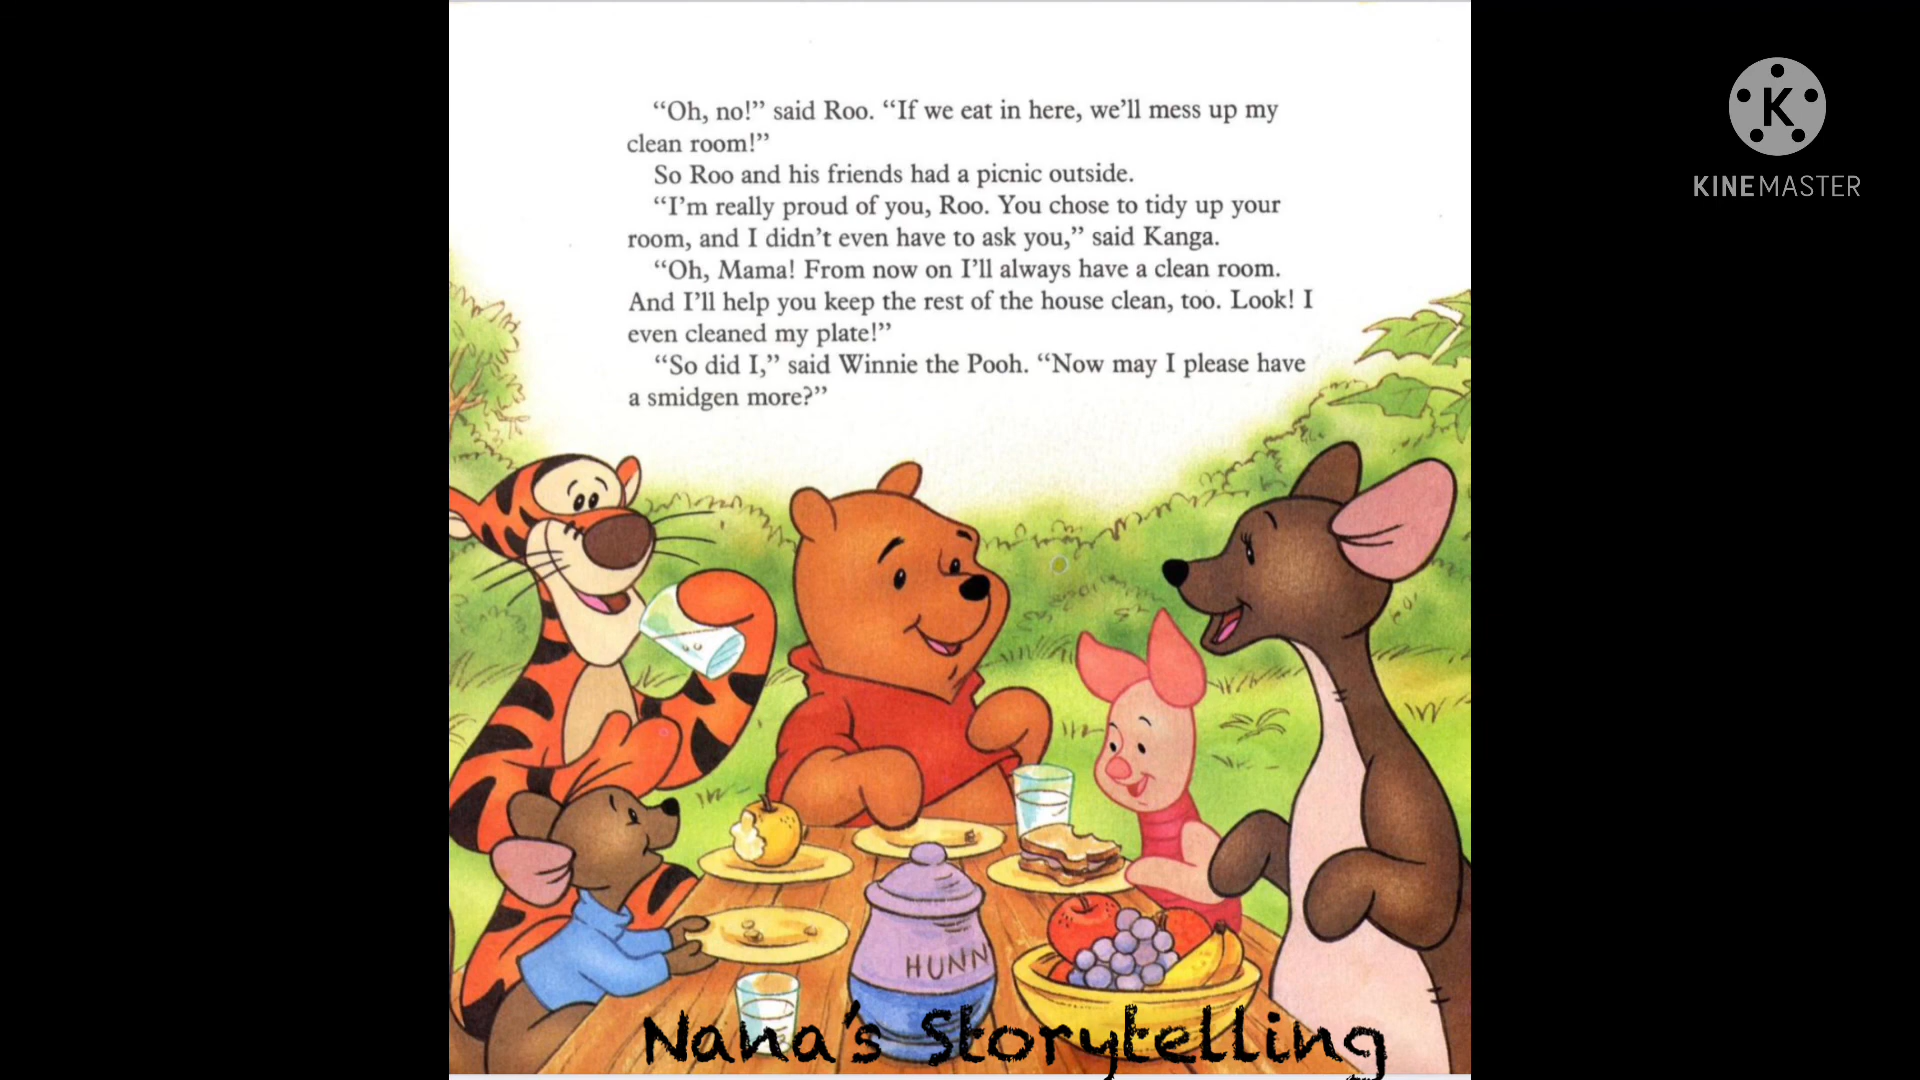 “Oh, no!” said Roo. “If we eat in here, we’ll mess up my
clean room!”
So Roo and his friends had a picnic outside.
“I’m really proud of you, Roo. You chose to tidy up your
room, and I didn’t even have to ask you,” said Kanga.
“Oh, Mama! From now on I’ll always have a clean room.
And I’ll help you keep the rest of the house clean, too. Look! I
even cleaned my plate!”
“So did I,” said Winnie the Pooh. “Now may I please have
a smidgen more?”
K
KINEMASTER
HUNN
Nana's Storytelling